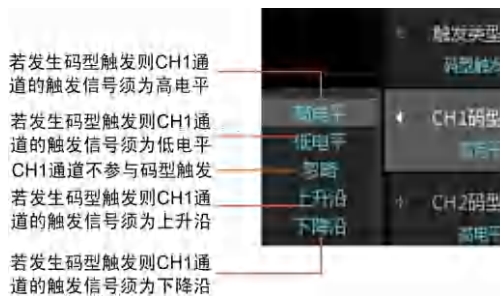 若发生码型触发则CH1通
道的触发信号须为高电平
若发生码型触发则CH1通
道的触发信号须为低电平
CH1通道不参与码型触发
若发生码型触发则CH1通
道的触发信号须为上升沿
若发生码型触发则CH1通
道的触发信号须为下降沿
高电平
低电平
忽略
上升沿
下降沿
触发类型
码型触发
CH1码型
高电平
CH2码型
高电平